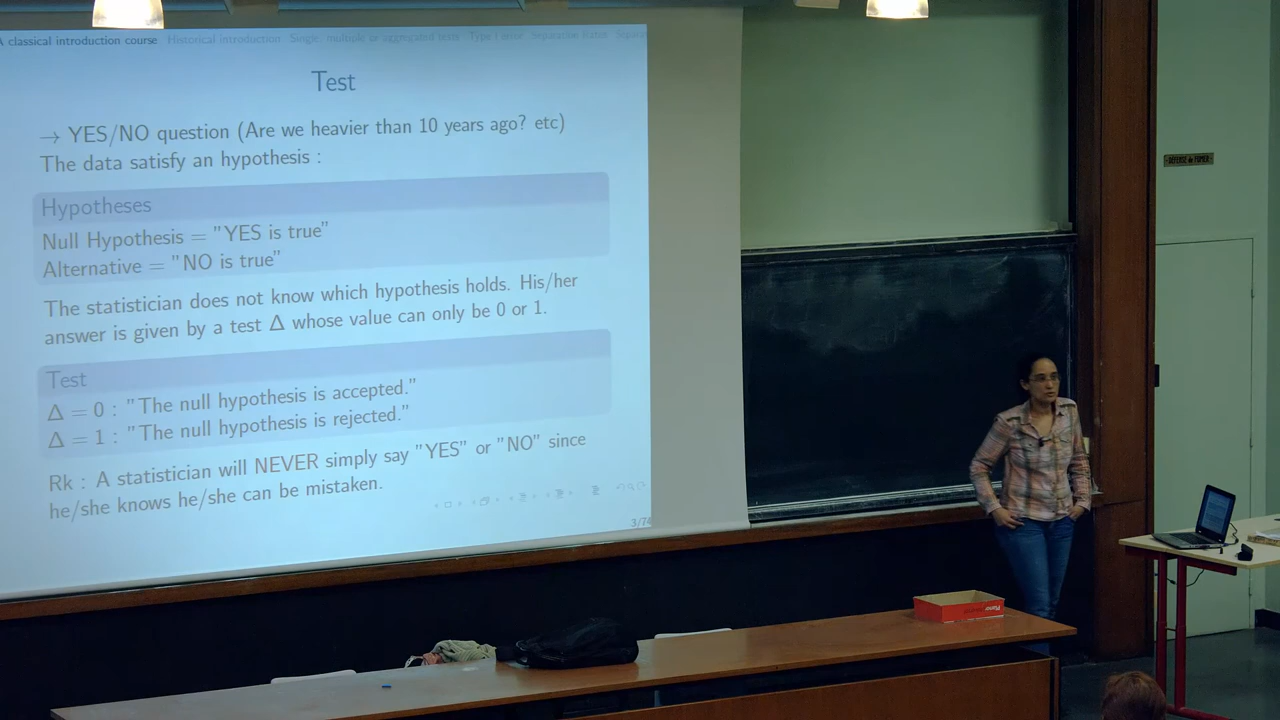 A classical introduction course Historical introduction Single, multiple or aggregated tests Type I error Separation Rates
Test
→ YES/NO question (Are we heavier than 10 years ago? etc)
The data satisfy an hypothesis :
Hypotheses
Null Hypothesis = "YES is true"
Alternative = "NO is true"
The statistician does not know which hypothesis holds. His/her
answer is given by a test Δ whose value can only be 0 or 1.
Test
Δ = 0 : "The null hypothesis is accepted."
Δ = 1 : "The null hypothesis is rejected."
Rk : A statistician will NEVER simply say "YES" or "NO" since
he/she knows he/she can be mistaken.
3/74
DÉFENSE de FUMER